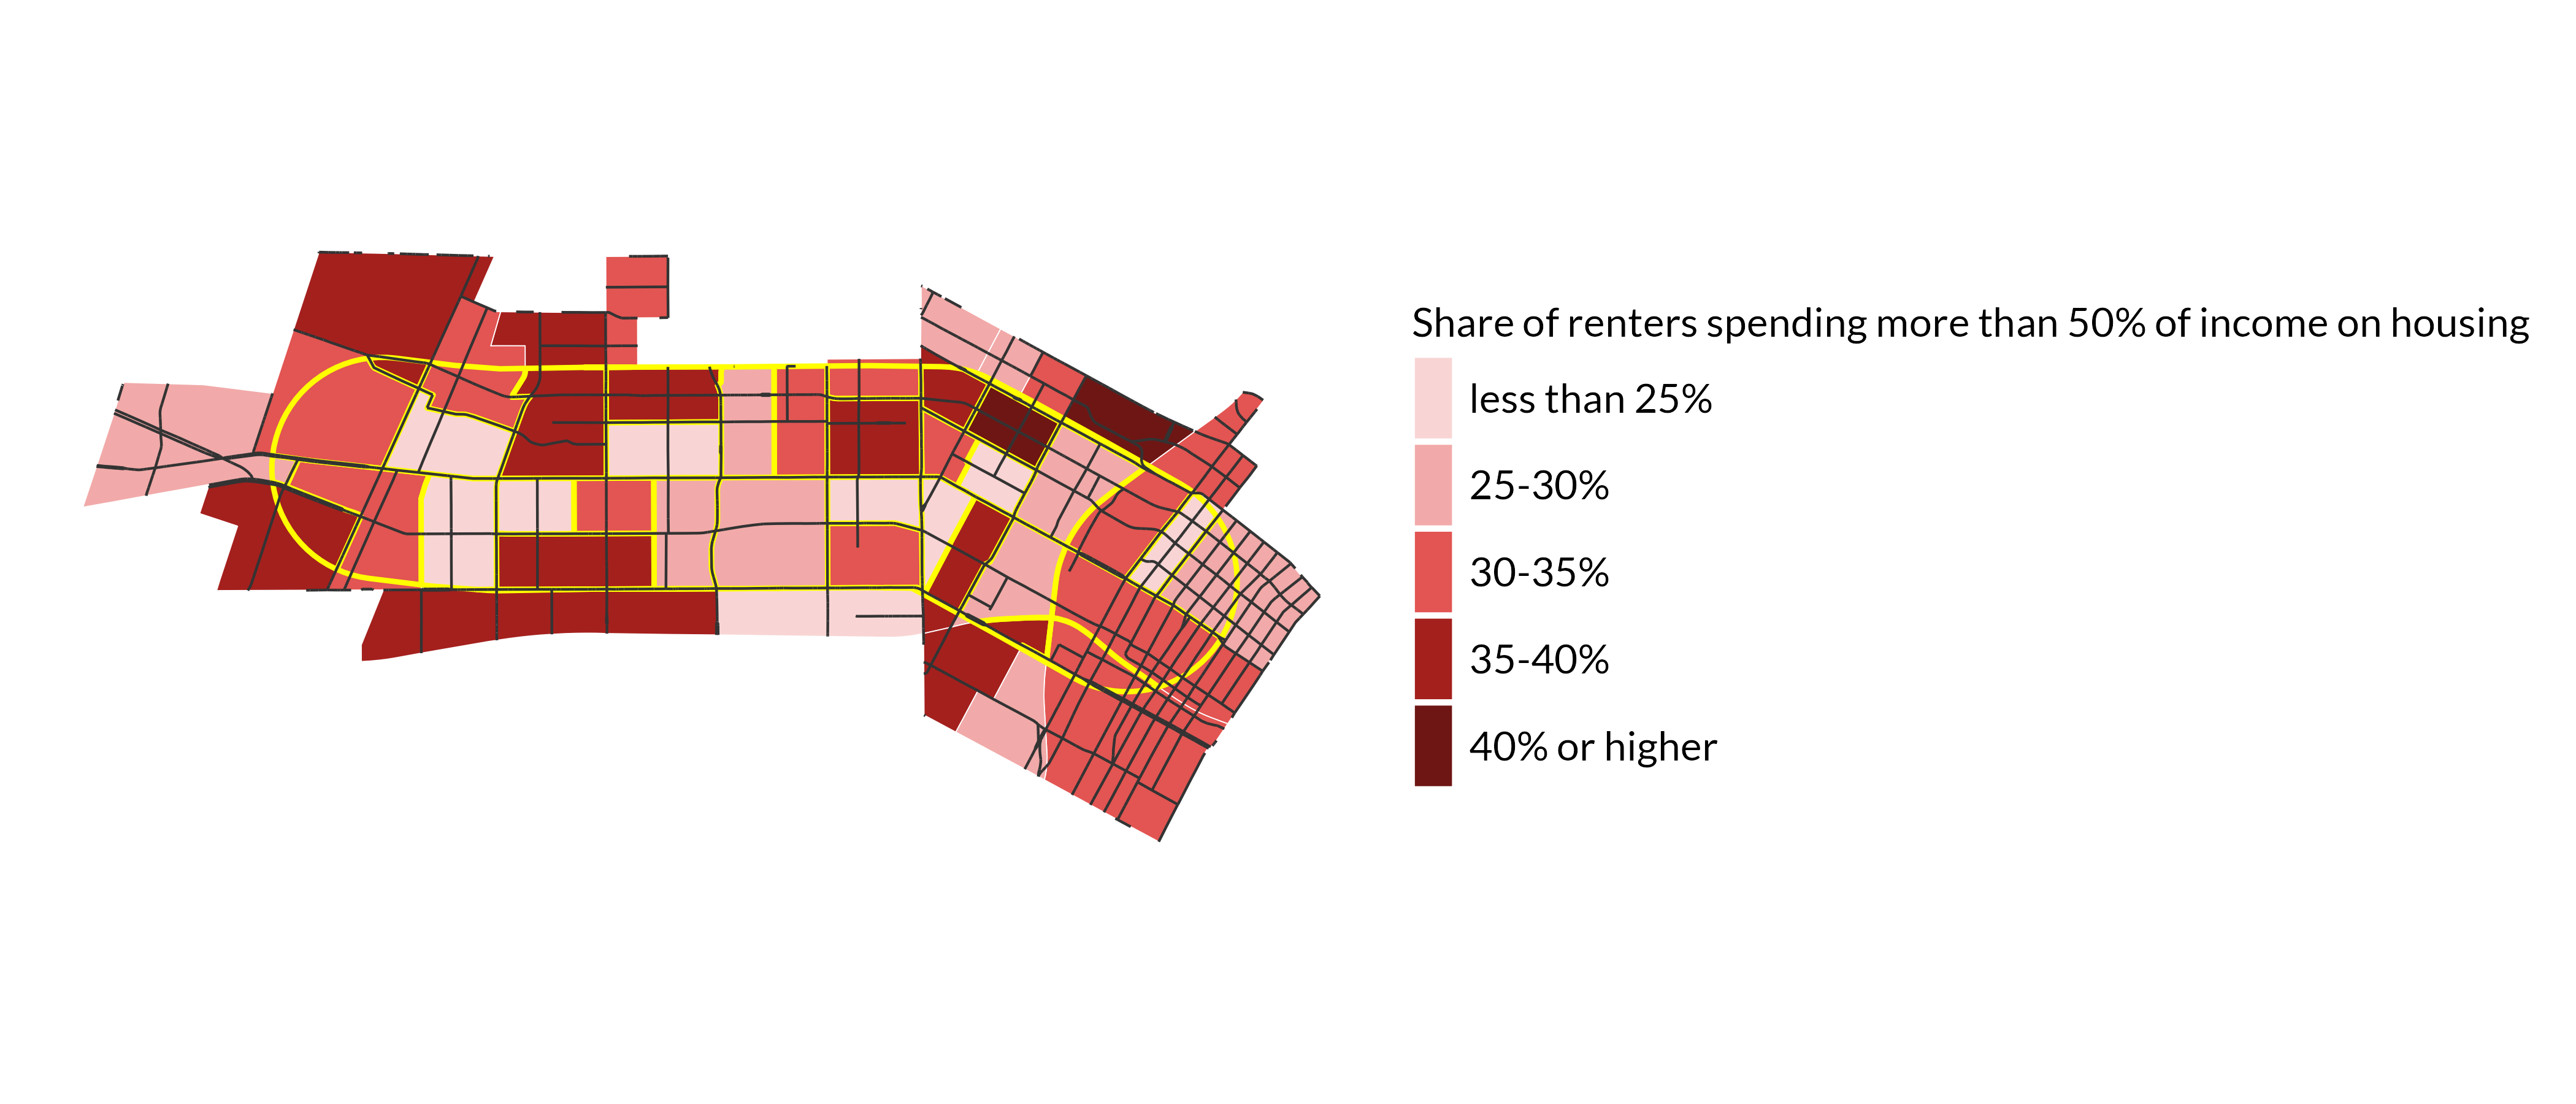 Share of renters spending more than 50% of income on housing
less than 25%
25-30%
30-35%
35-40%
40% or higher